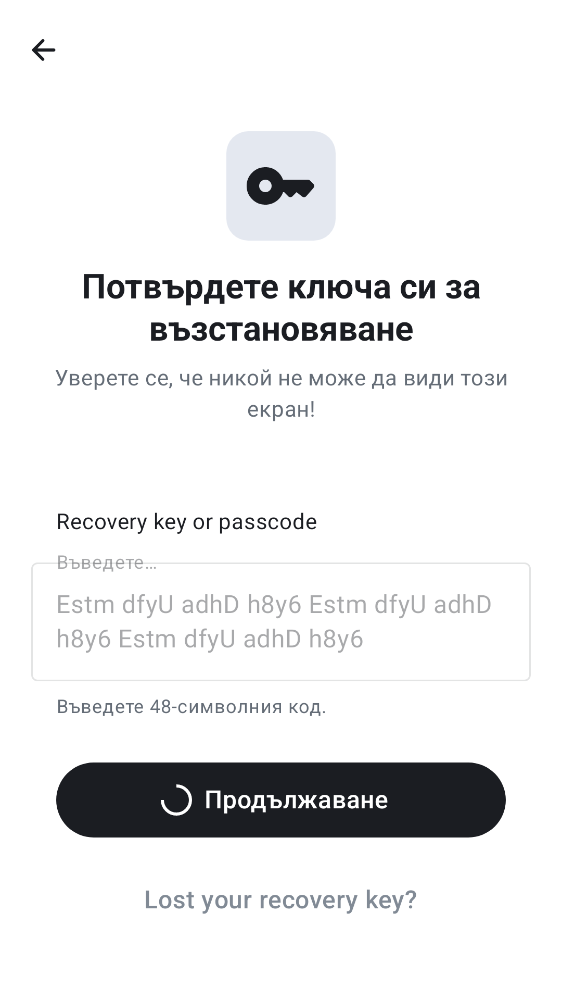 Потвърдете ключа си за
възстановяване
Уверете се, че никой не може да види този
екран!
Recovery key or passcode
Въведете…
Estm dfyU adhD h8y6 Estm dfyU adhD
h8y6 Estm dfyU adhD h8y6
Въведете 48-символния код.
Продължаване
Lost your recovery key?